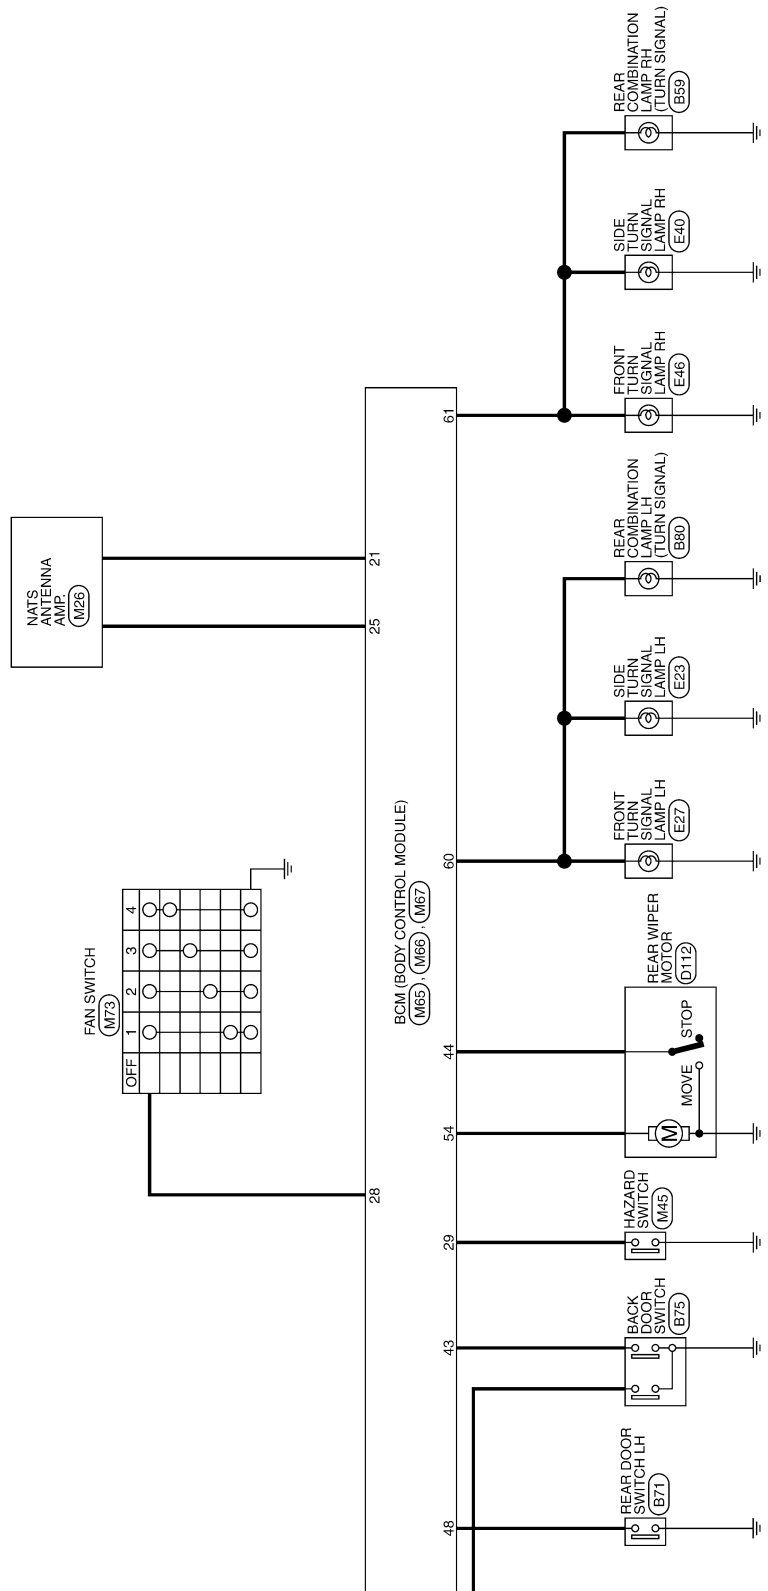 REAR
COMBINATION
LAMP RH
(TURN SIGNAL)
B59
SIDE
TURN
SIGNAL
LAMP RH
E40
FRONT
TURN
SIGNAL
LAMP RH
E46
61
REAR
COMBINATION
LAMP LH
(TURN SIGNAL)
B80
NATS
ANTENNA
AMP.
M26
21
25
SIDE
TURN
SIGNAL
LAMP LH
E23
FRONT
TURN
SIGNAL
LAMP LH
E27
60
BCM (BODY CONTROL MODULE)
M65 , M66 , M67
FAN SWITCH
M73
OFF 1 2 3 4
28
REAR WIPER
MOTOR
D112
44
54
STOP
MOVE
M
HAZARD
SWITCH
M45
29
BACK
DOOR
SWITCH
B75
43
REAR DOOR
SWITCH LH
B71
48